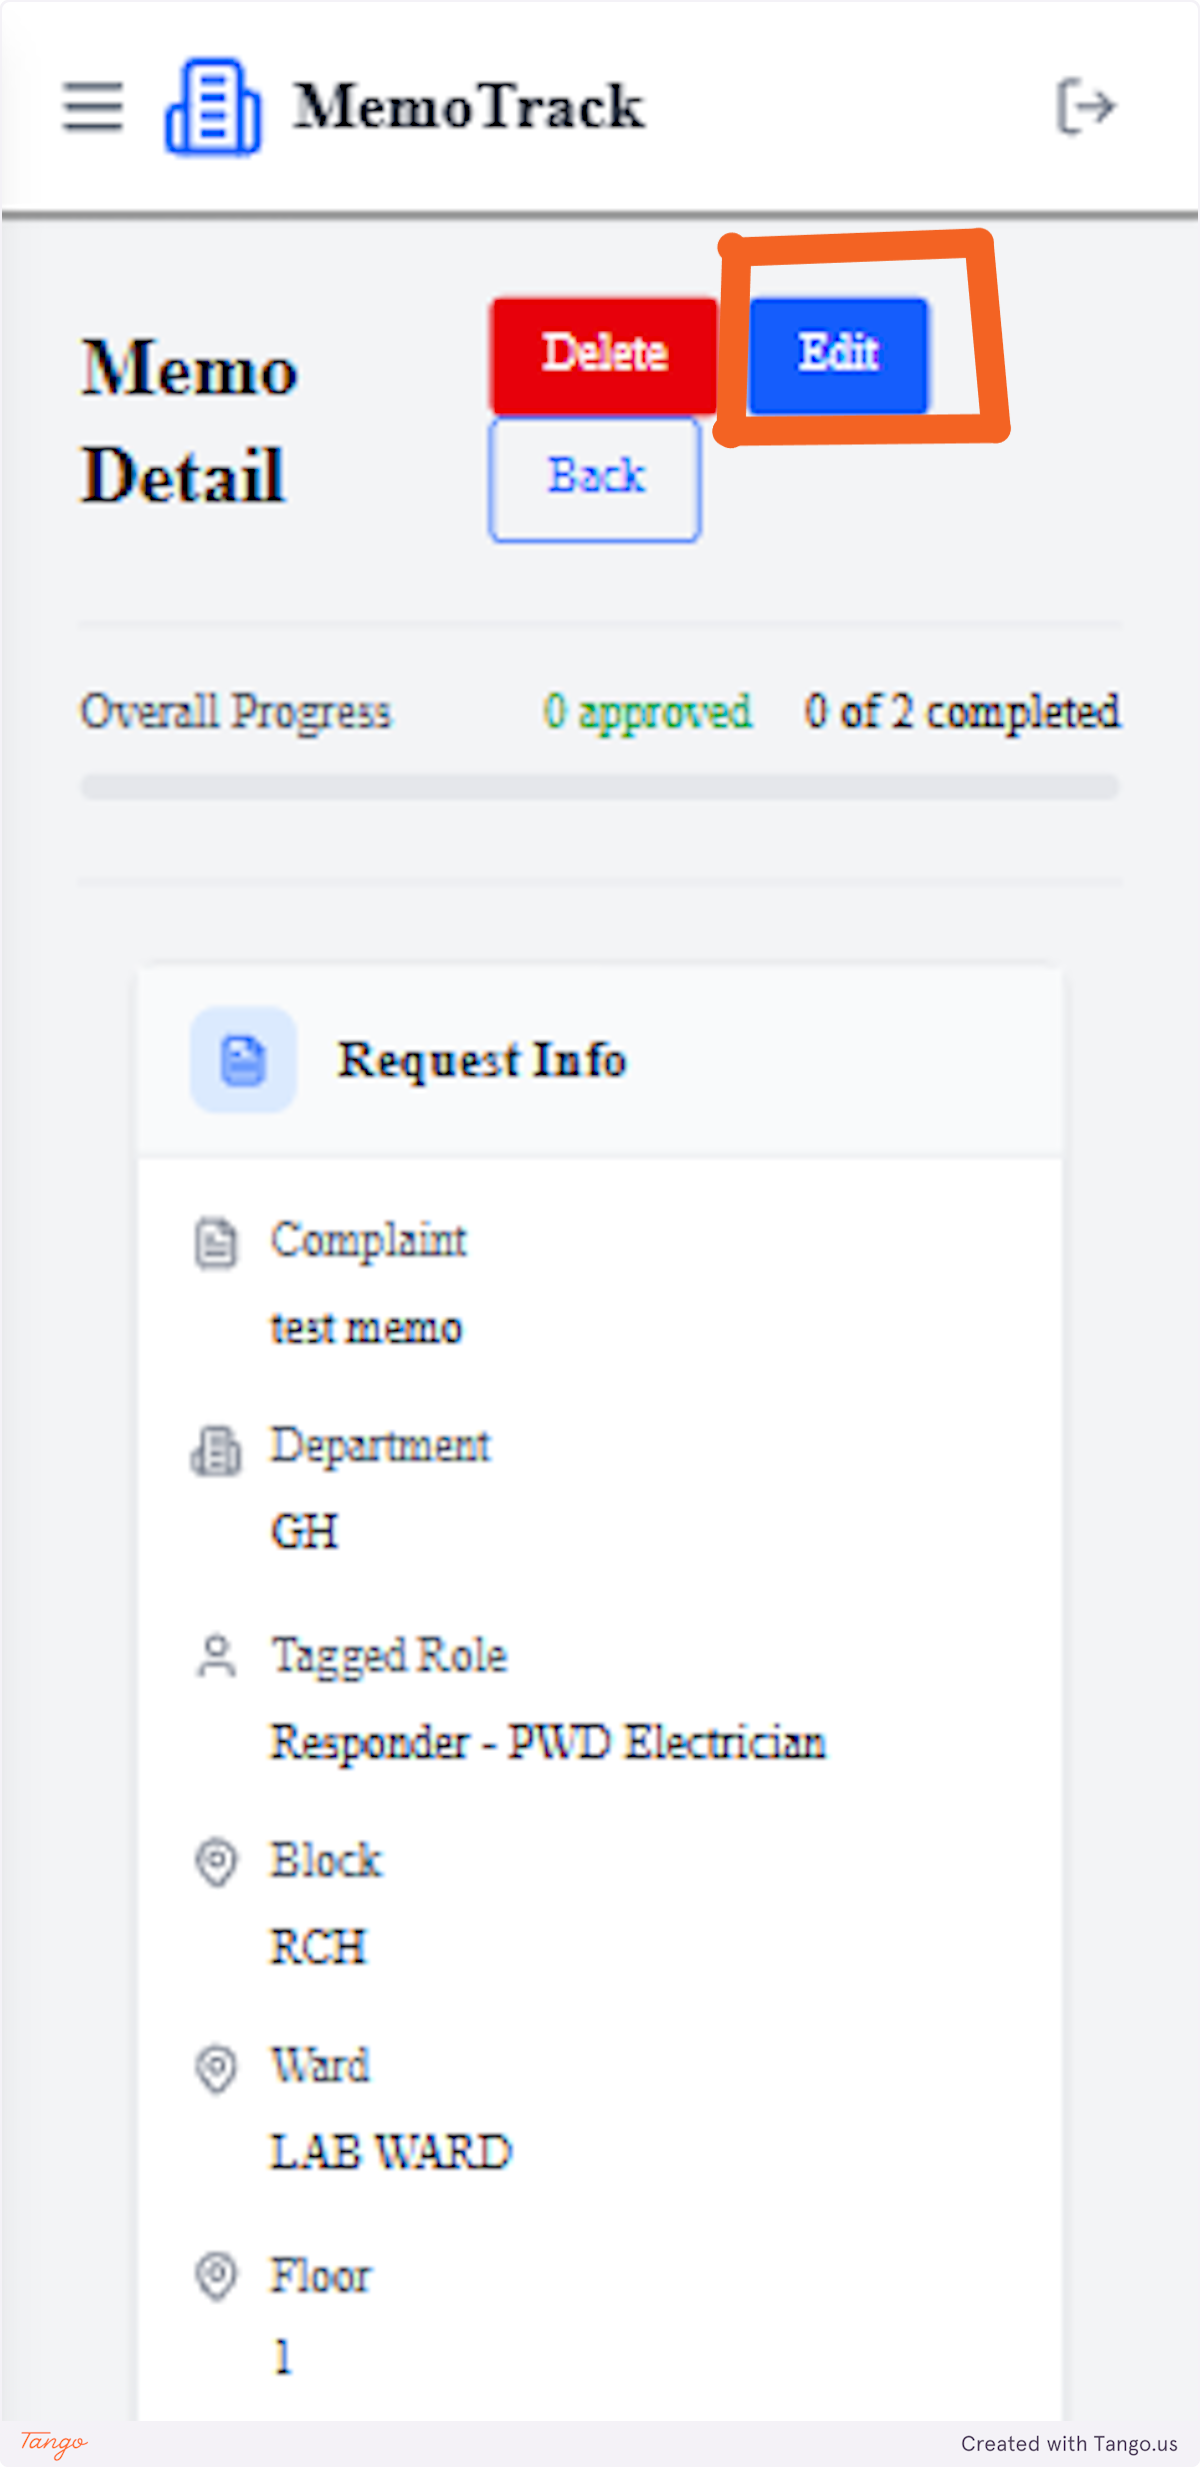 MemoTrack
Memo Detail
Delete
Edit
Back
Overall Progress
0 approved
0 of 2 completed
Request Info
Complaint
test memo
Department
GH
Tagged Role
Responder - PWD Electrician
Block
RCH
Ward
LAB WARD
Floor
1
Tango
Created with Tango.us